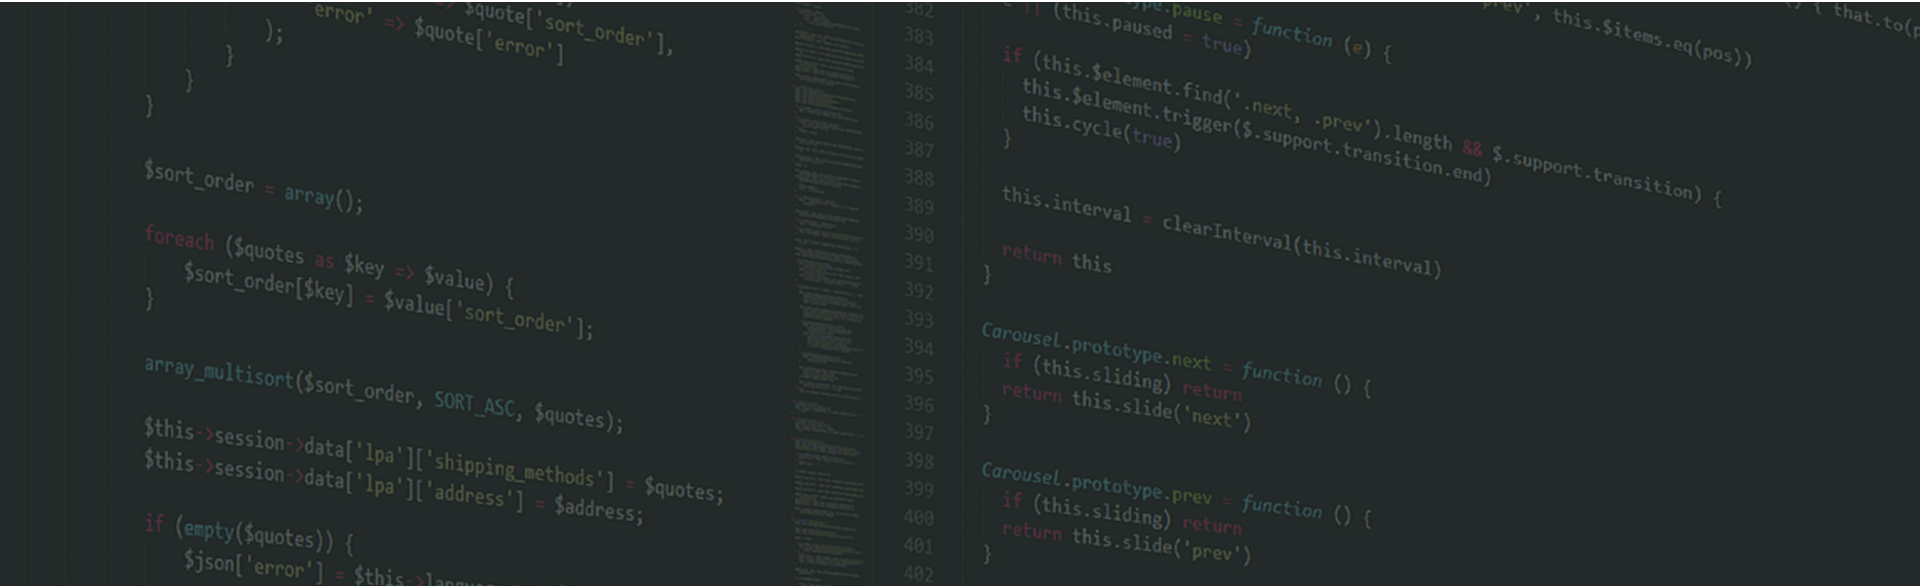 $quote['sort_order'],
'error' => $quote['error']
);
}
}
}
$sort_order = array();
foreach ($quotes as $key => $value) {
$sort_order[$key] = $value['sort_order'];
}
array_multisort($sort_order, SORT_ASC, $quotes);
$this->session->data['lpa']['shipping_methods'] = $quotes;
$this->session->data['lpa']['address'] = $address;
if (empty($quotes)) {
$json['error'] = $this->
382
383
384
385
386
387
388
389
390
391
392
393
394
395
396
397
398
399
400
401
402
', this.$items.eq(pos))
{ that.to(
.pause = function (e) {
(this.paused = true)
if (this.$element.find('.next, .prev').length && $.support.transition) {
this.$element.trigger($.support.transition.end)
this.cycle(true)
}
this.interval = clearInterval(this.interval)
return this
}
Carousel.prototype.next = function () {
if (this.sliding) return
return this.slide('next')
}
Carousel.prototype.prev = function () {
if (this.sliding) return
return this.slide('prev')
}